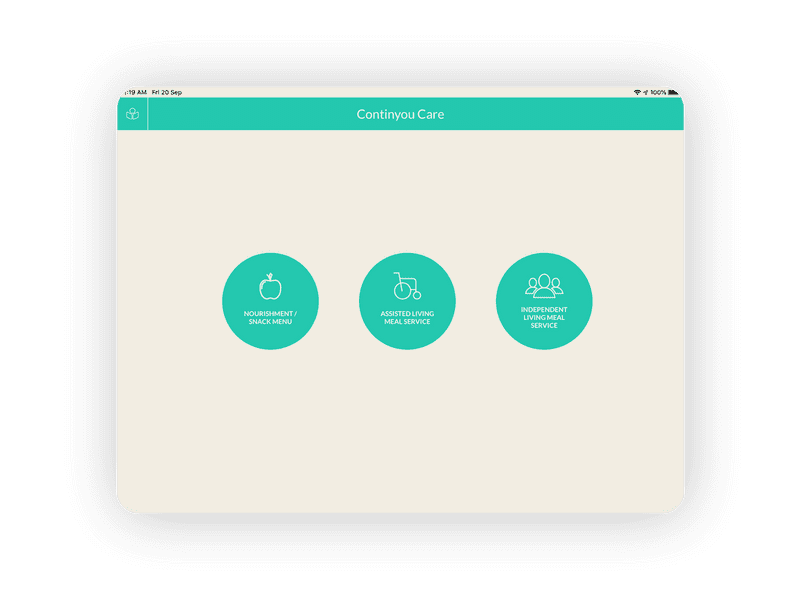 :19 AM Fri 20 Sep
100%
Continyou Care
NOURISHMENT /
SNACK MENU
ASSISTED LIVING
MEAL SERVICE
INDEPENDENT
LIVING MEAL
SERVICE